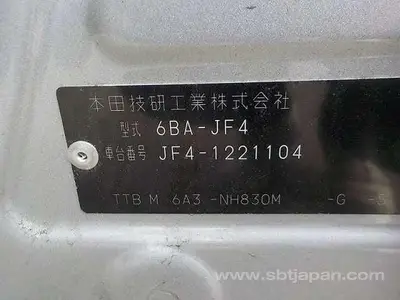 本田技研工業株式会社
型式 6BA-JF4
車台番号 JF4-1221104
TTB M 6A3 -NH830M -G -S
www.sbtjapan.com